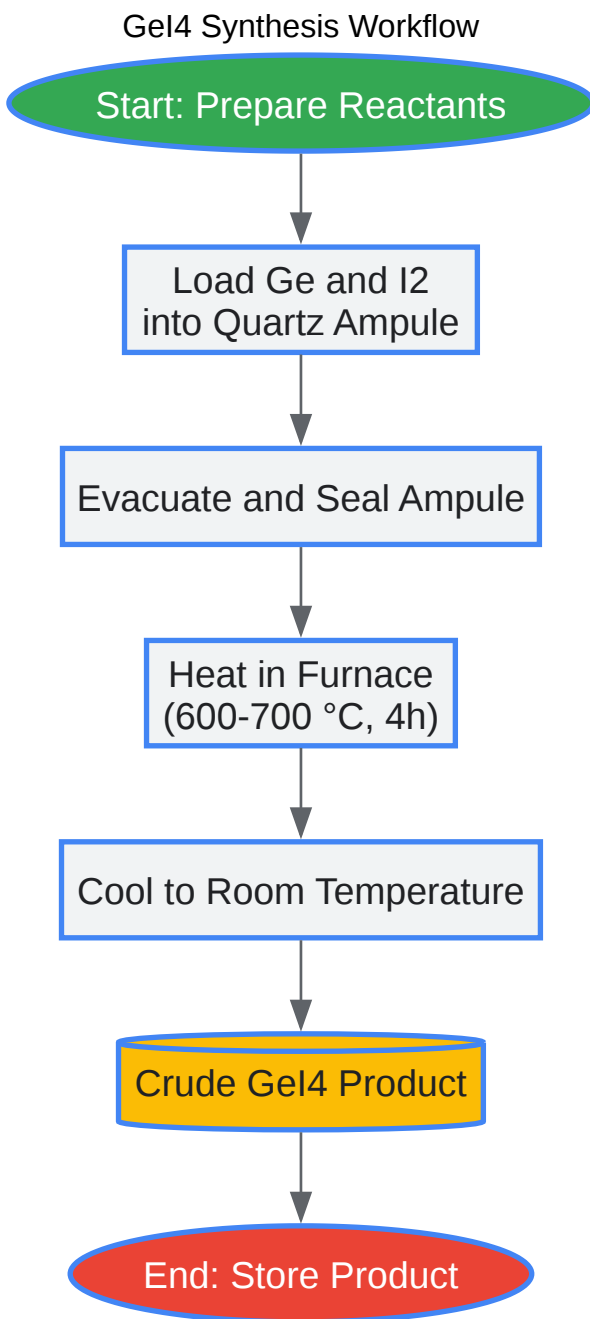 GeI4 Synthesis Workflow
Start: Prepare Reactants
Load Ge and I2
into Quartz Ampule
Evacuate and Seal Ampule
Heat in Furnace
(600-700 °C, 4h)
Cool to Room Temperature
Crude GeI4 Product
End: Store Product